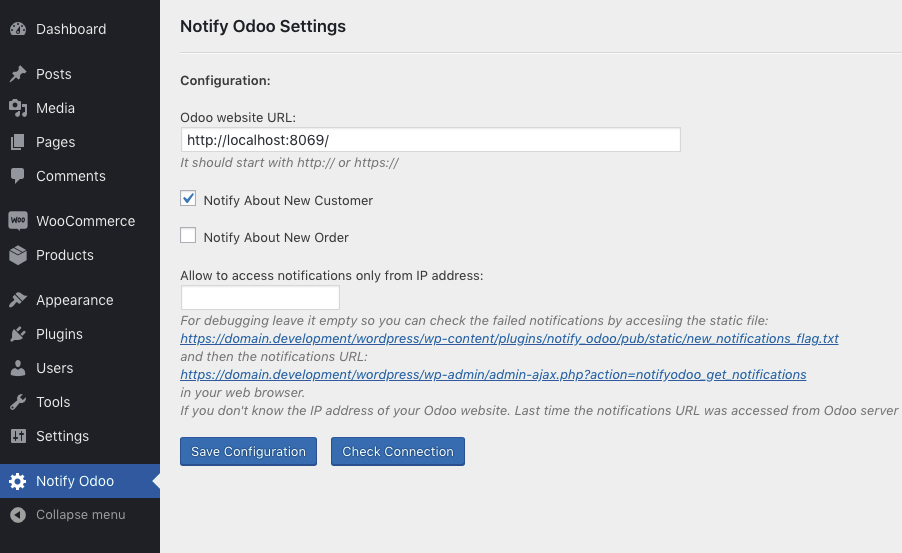 Dashboard
Posts
Media
Pages
Comments
WOO WooCommerce
Products
Appearance
Plugins
Users
Tools
Settings
Notify Odoo
Collapse menu
Notify Odoo Settings
Configuration:
Odoo website URL:
http://localhost:8069/
It should start with http:// or https://
Notify About New Customer
Notify About New Order
Allow to access notifications only from IP address:
For debugging leave it empty so you can check the failed notifications by accesiing the static file:
https://domain.development/wordpress/wp-content/plugins/notify_odoo/pub/static/new_notifications_flag.txt
and then the notifications URL:
https://domain.development/wordpress/wp-admin/admin-ajax.php?action=notifyodoo_get_notifications
in your web browser.
If you don't know the IP address of your Odoo website. Last time the notifications URL was accessed from Odoo server
Save Configuration
Check Connection